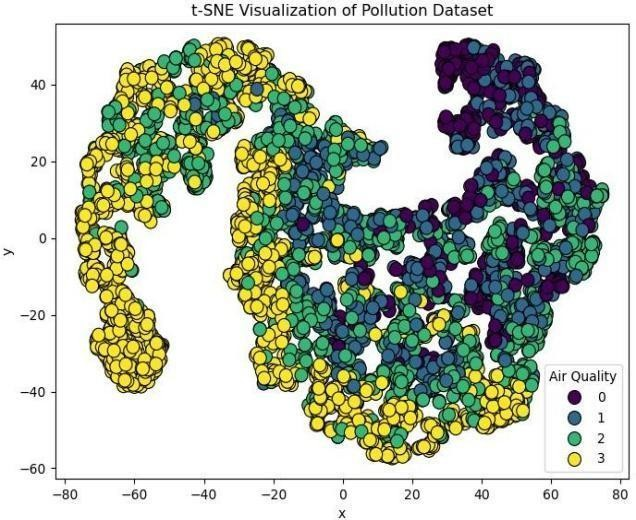 t-SNE Visualization of Pollution Dataset
40
20
0
−20
−40
−60
y
Air Quality
0
1
2
3
−80 −60 −40 −20 0 20 40 60 80
x